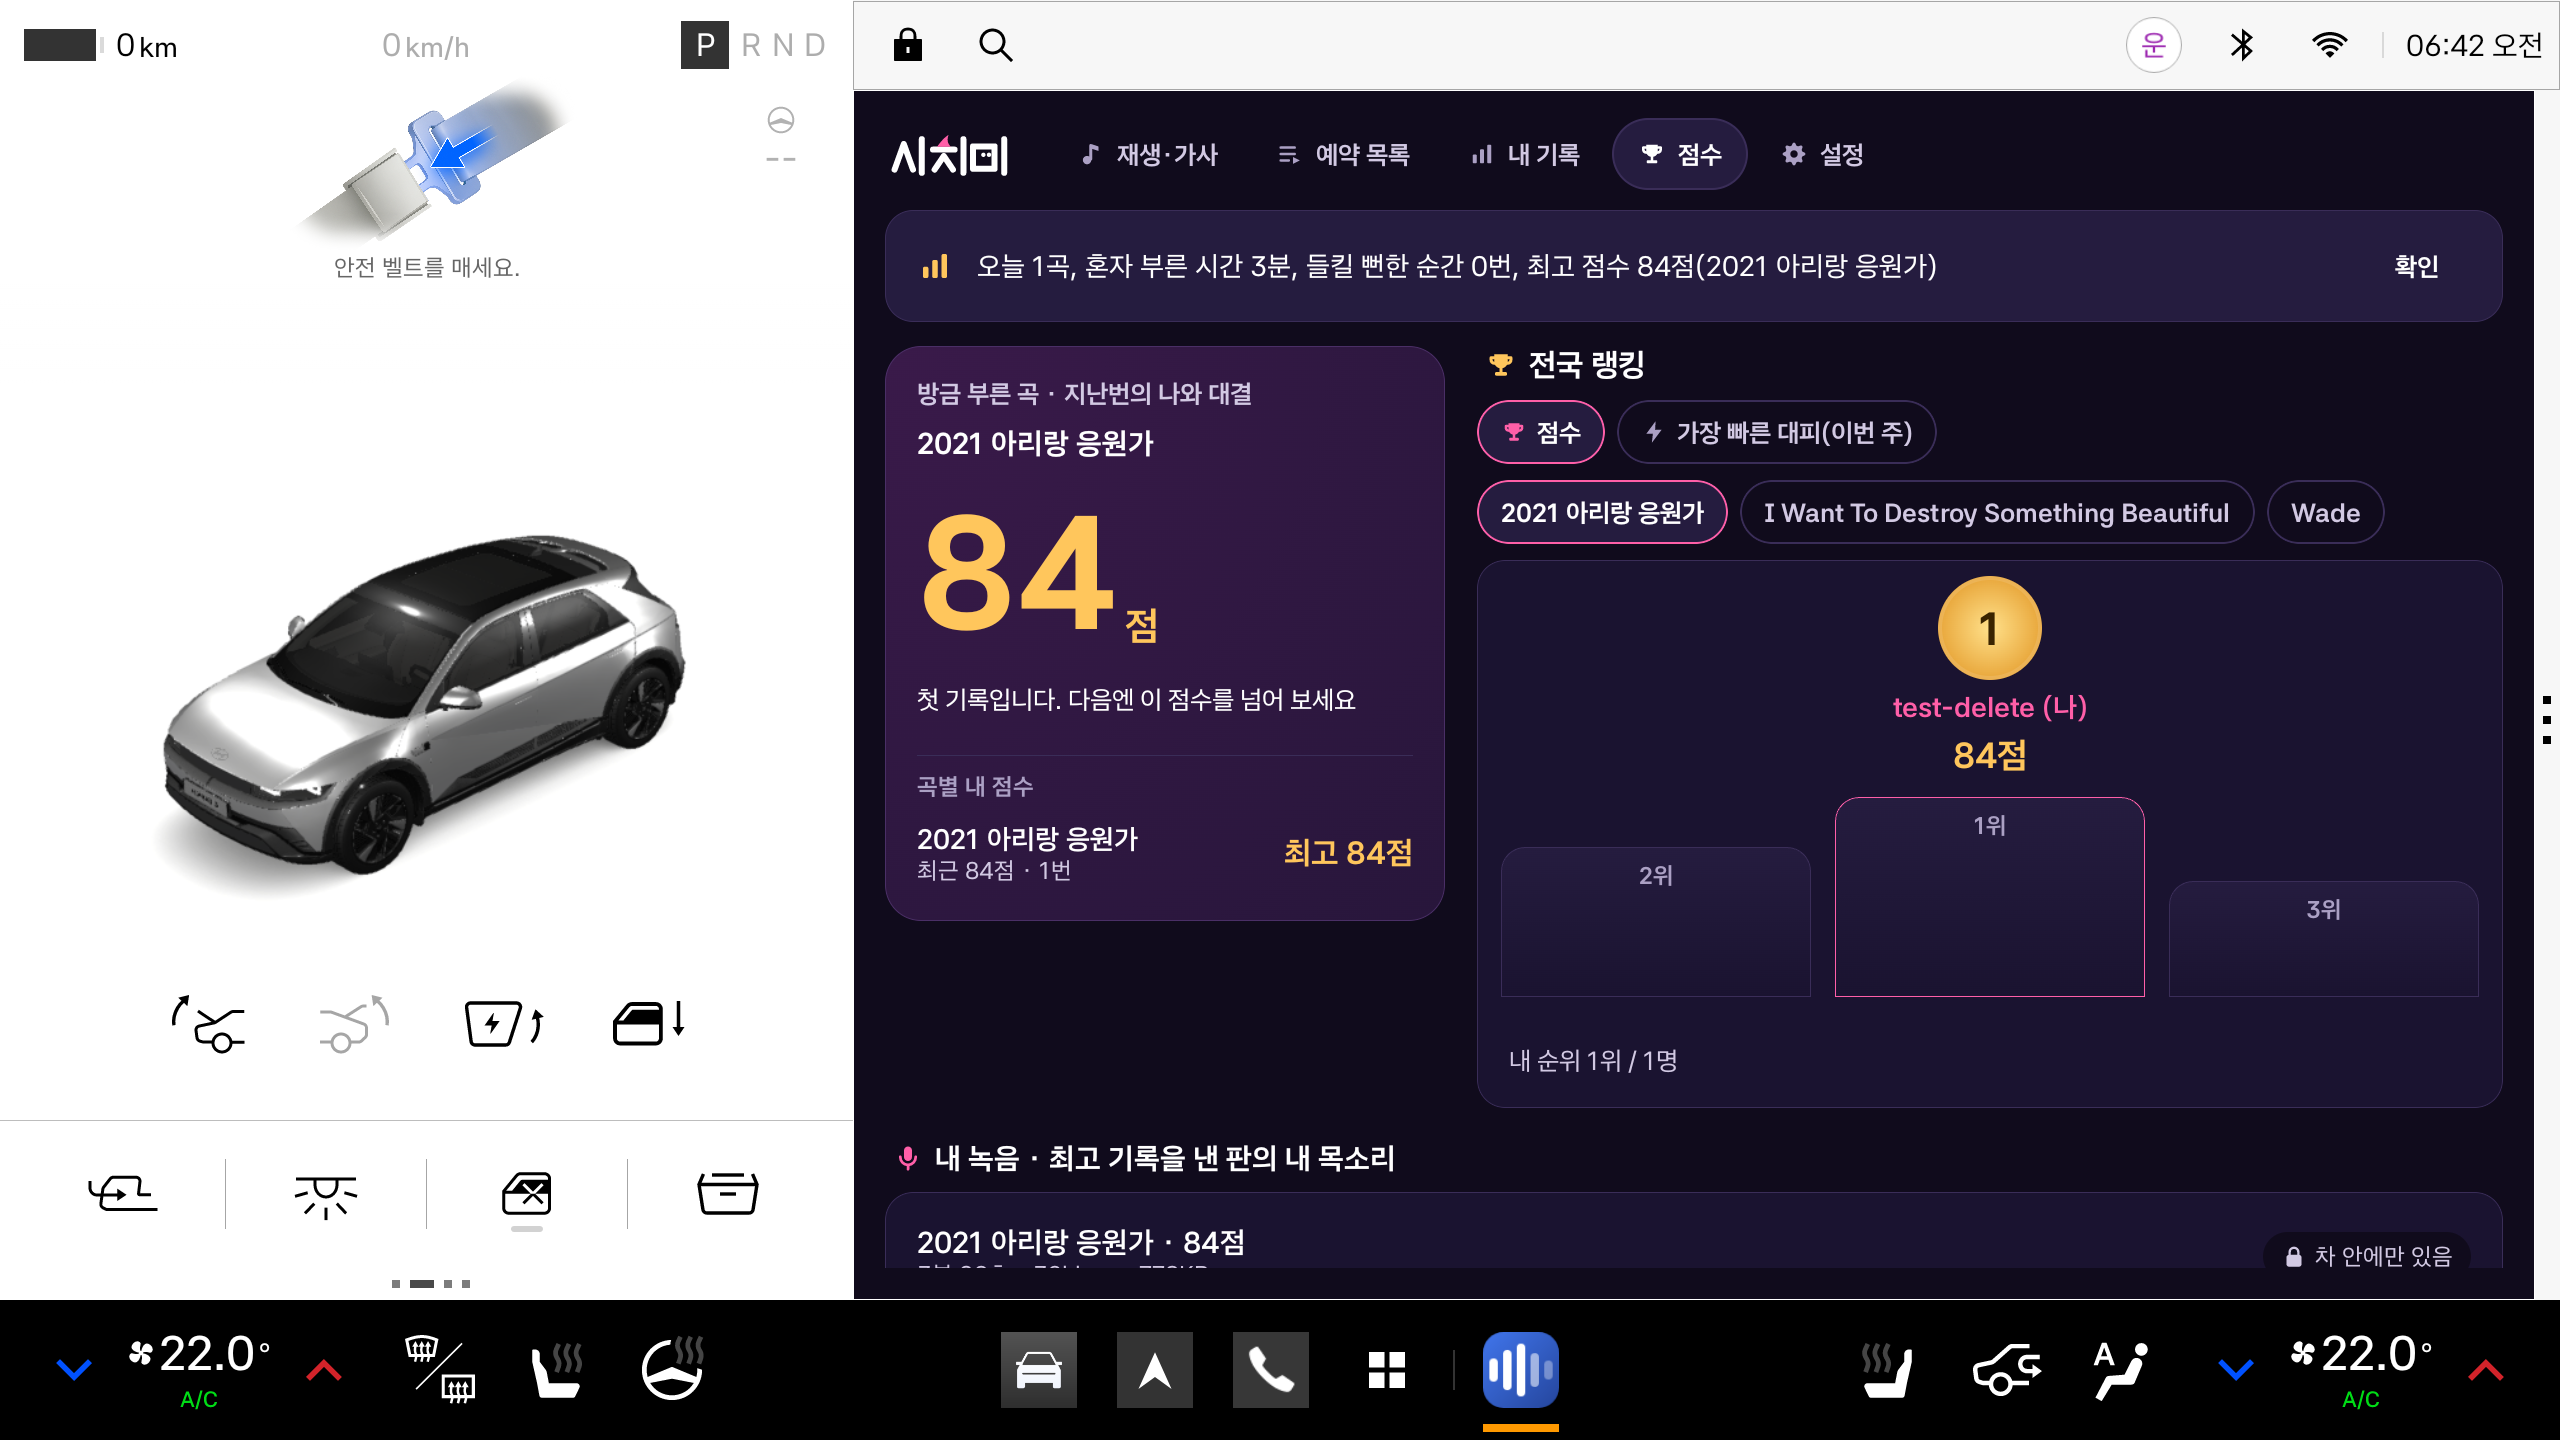 0 km
0 km/h
P R N D
안전 벨트를 매세요.
운
06:42 오전
시치미
재생·가사
예약 목록
내 기록
점수
설정
오늘 1곡, 혼자 부른 시간 3분, 들킬 뻔한 순간 0번, 최고 점수 84점(2021 아리랑 응원가)
확인
방금 부른 곡 · 지난번의 나와 대결
2021 아리랑 응원가
84점
첫 기록입니다. 다음엔 이 점수를 넘어 보세요
곡별 내 점수
2021 아리랑 응원가
최근 84점 · 1번
최고 84점
전국 랭킹
점수
가장 빠른 대피(이번 주)
2021 아리랑 응원가
I Want To Destroy Something Beautiful
Wade
1
test-delete (나)
84점
1위
2위
3위
내 순위 1위 / 1명
내 녹음 · 최고 기록을 낸 판의 내 목소리
2021 아리랑 응원가 · 84점
차 안에만 있음
22.0°
A/C
A
22.0°
A/C